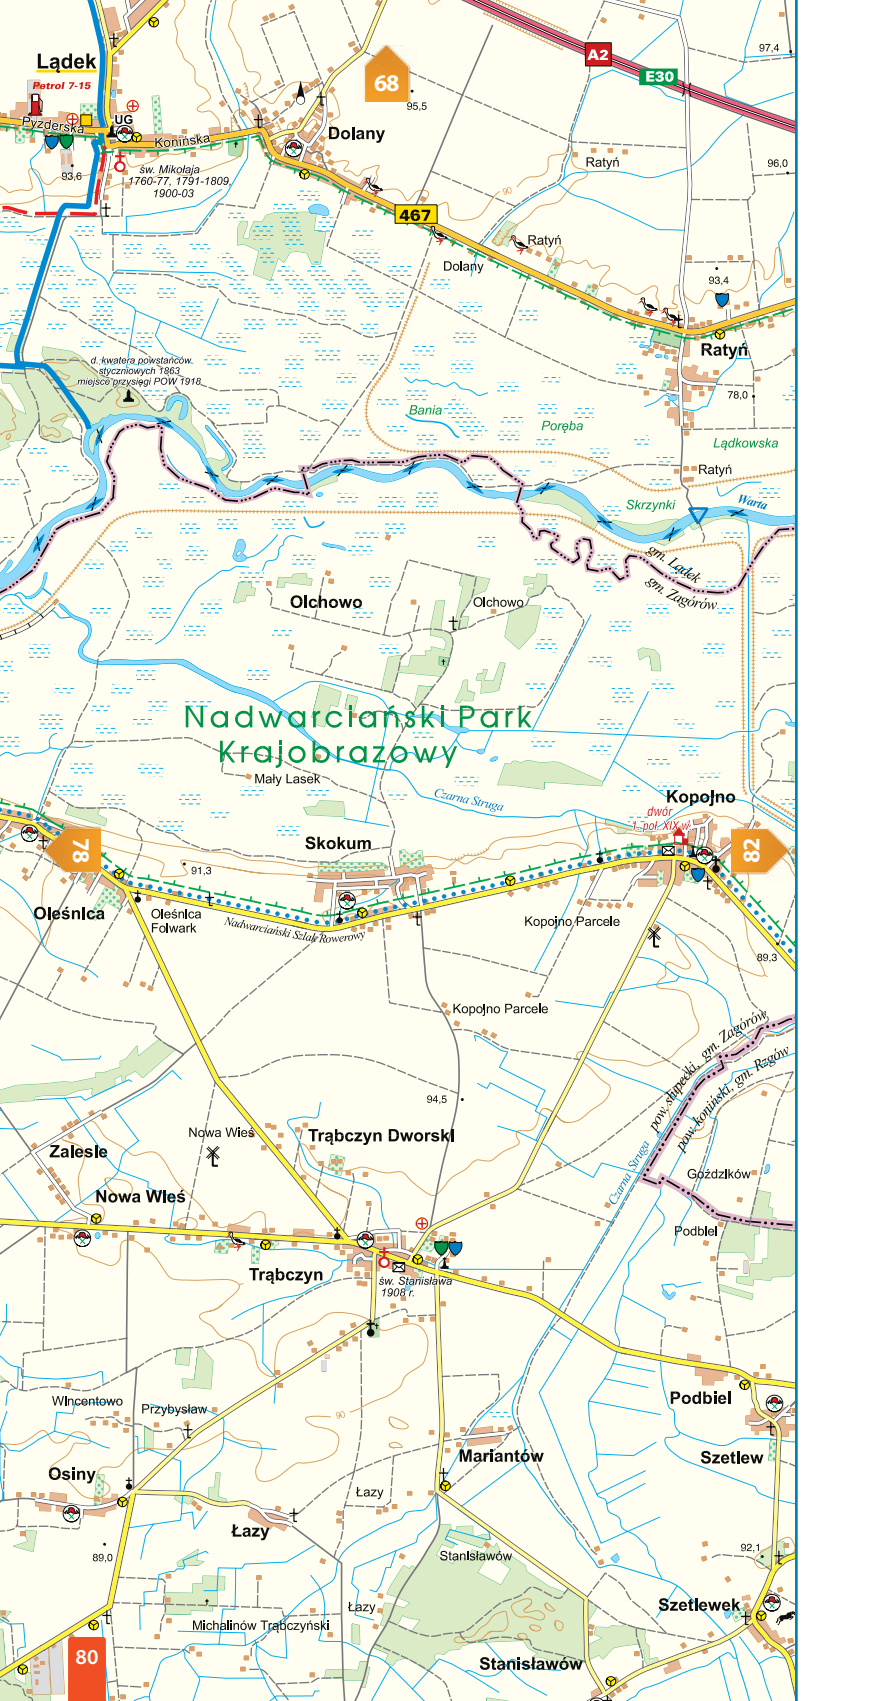 Lądek
Petrol 7-15
Pyzderska
UG
Konińska
93,6
św. Mikołaja
1760-77, 1791-1809,
1900-03
68
95,5
Dolany
A2
E30
97,4
96,0
Ratyń
90
467
Ratyń
Dolany
93,4
Ratyń
78,0
d. kwatera powstańców
styczniowych 1863
miejsce przysięgi POW 1918
Bania
Poręba
Lądkowska
Ratyń
Skrzynki
Warta
gm. Lądek
gm. Zagórów
Olchowo
Olchowo
Nadwarciański Park
Krajobrazowy
Mały Lasek
Czarna Struga
Kopojno
dwór
1. poł. XIX w.
Skokum
78
82
91,3
Oleśnica
Oleśnica
Folwark
Nadwarciański Szlak Rowerowy
Kopojno Parcele
89,3
Kopojno Parcele
pow. słupecki, gm. Zagórów
pow. koniński, gm. Rzgów
94,5
Nowa Wieś
Trąbczyn Dworski
Zalesie
Czarna Struga
Goździków
Nowa Wieś
Podbiel
Trąbczyn
św. Stanisława
1908 r.
Wincentowo
Przybysław
90
Podbiel
Mariantów
Szetlew
Osiny
Łazy
Łazy
89,0
Stanisławów
92,1
Łazy
Szetlewek
Michalinów Trąbczyński
80
Stanisławów